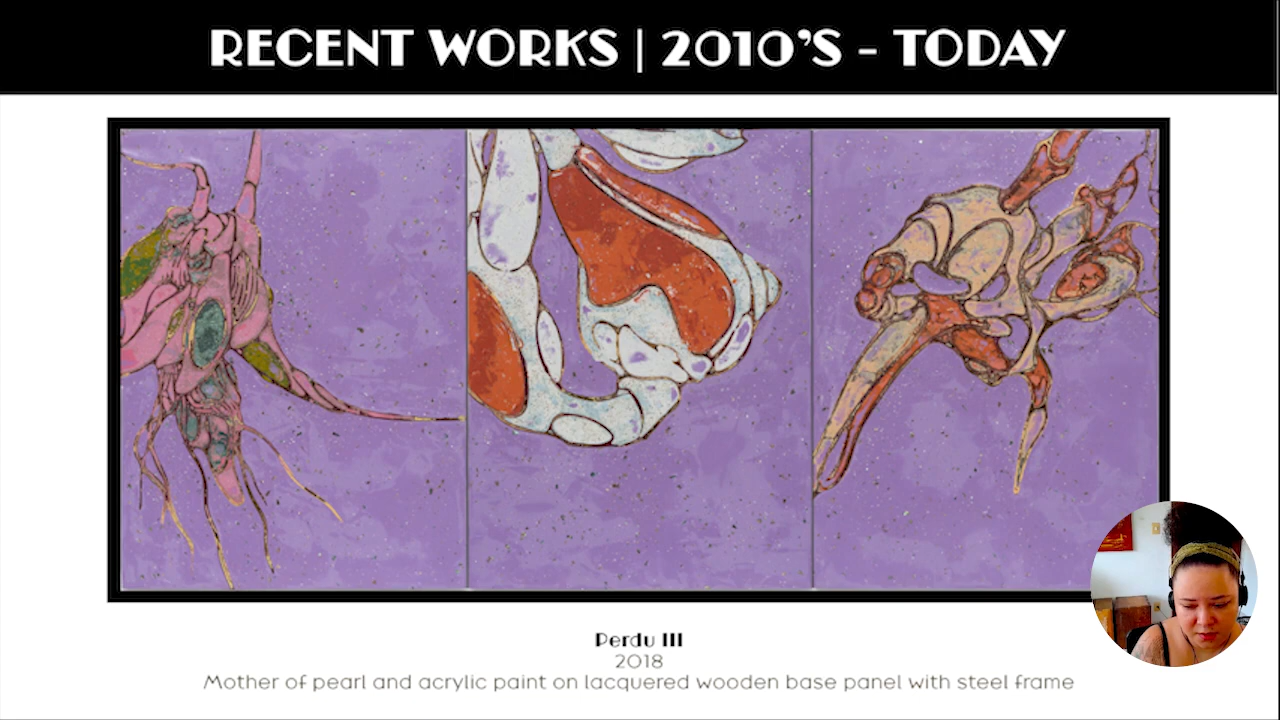 RECENT WORKS | 2010'S - TODAY
Perdu III
2018
Mother of pearl and acrylic paint on lacquered wooden base panel with steel frame